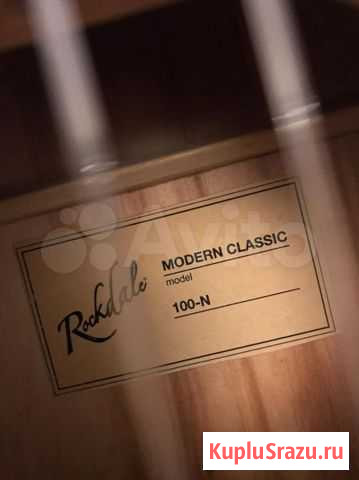 Avito
Rockdale
MODERN CLASSIC
model
100-N
KupluSrazu.ru